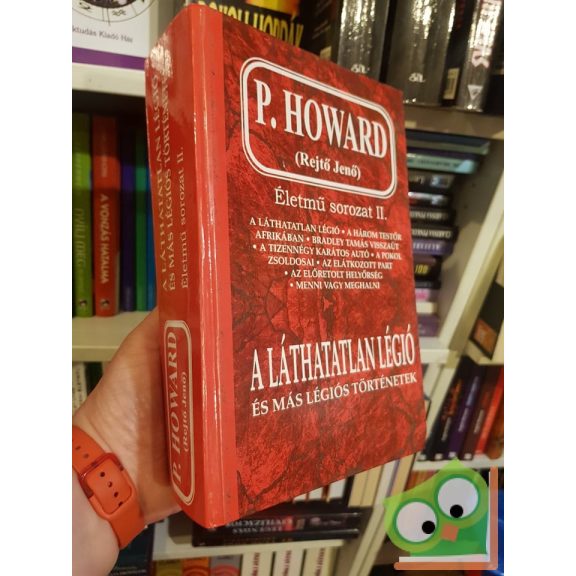 P. HOWARD
(Rejtő Jenő)
Életmű sorozat II.
A LÁTHATATLAN LÉGIÓ • A HÁROM TESTŐR
AFRIKÁBAN • BRADLEY TAMÁS VISSZAÜT
• A TIZENNÉGY KARÁTOS AUTÓ • A POKOL
ZSOLDOSAI • AZ ELÁTKOZOTT PART
• AZ ELŐRETOLT HELYŐRSÉG
• MENNI VAGY MEGHALNI
A LÁTHATATLAN LÉGIÓ
ÉS MÁS LÉGIÓS TÖRTÉNETEK
A LÁTHATATLAN LÉGIÓ
ÉS MÁS LÉGIÓS TÖRTÉNETEK
Életmű sorozat II.
P. HOWARD
(Rejtő Jenő)
A VONZÁS HATALMA